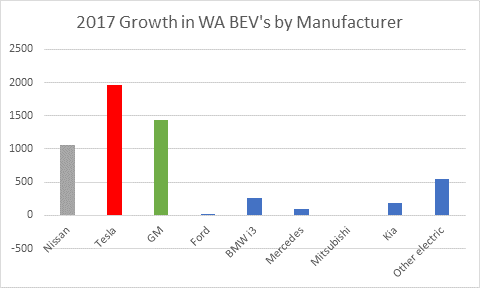 2017 Growth in WA BEV's by Manufacturer
2500
2000
1500
1000
500
0
-500
Nissan
Tesla
GM
Ford
BMW i3
Mercedes
Mitsubishi
Kia
Other electric